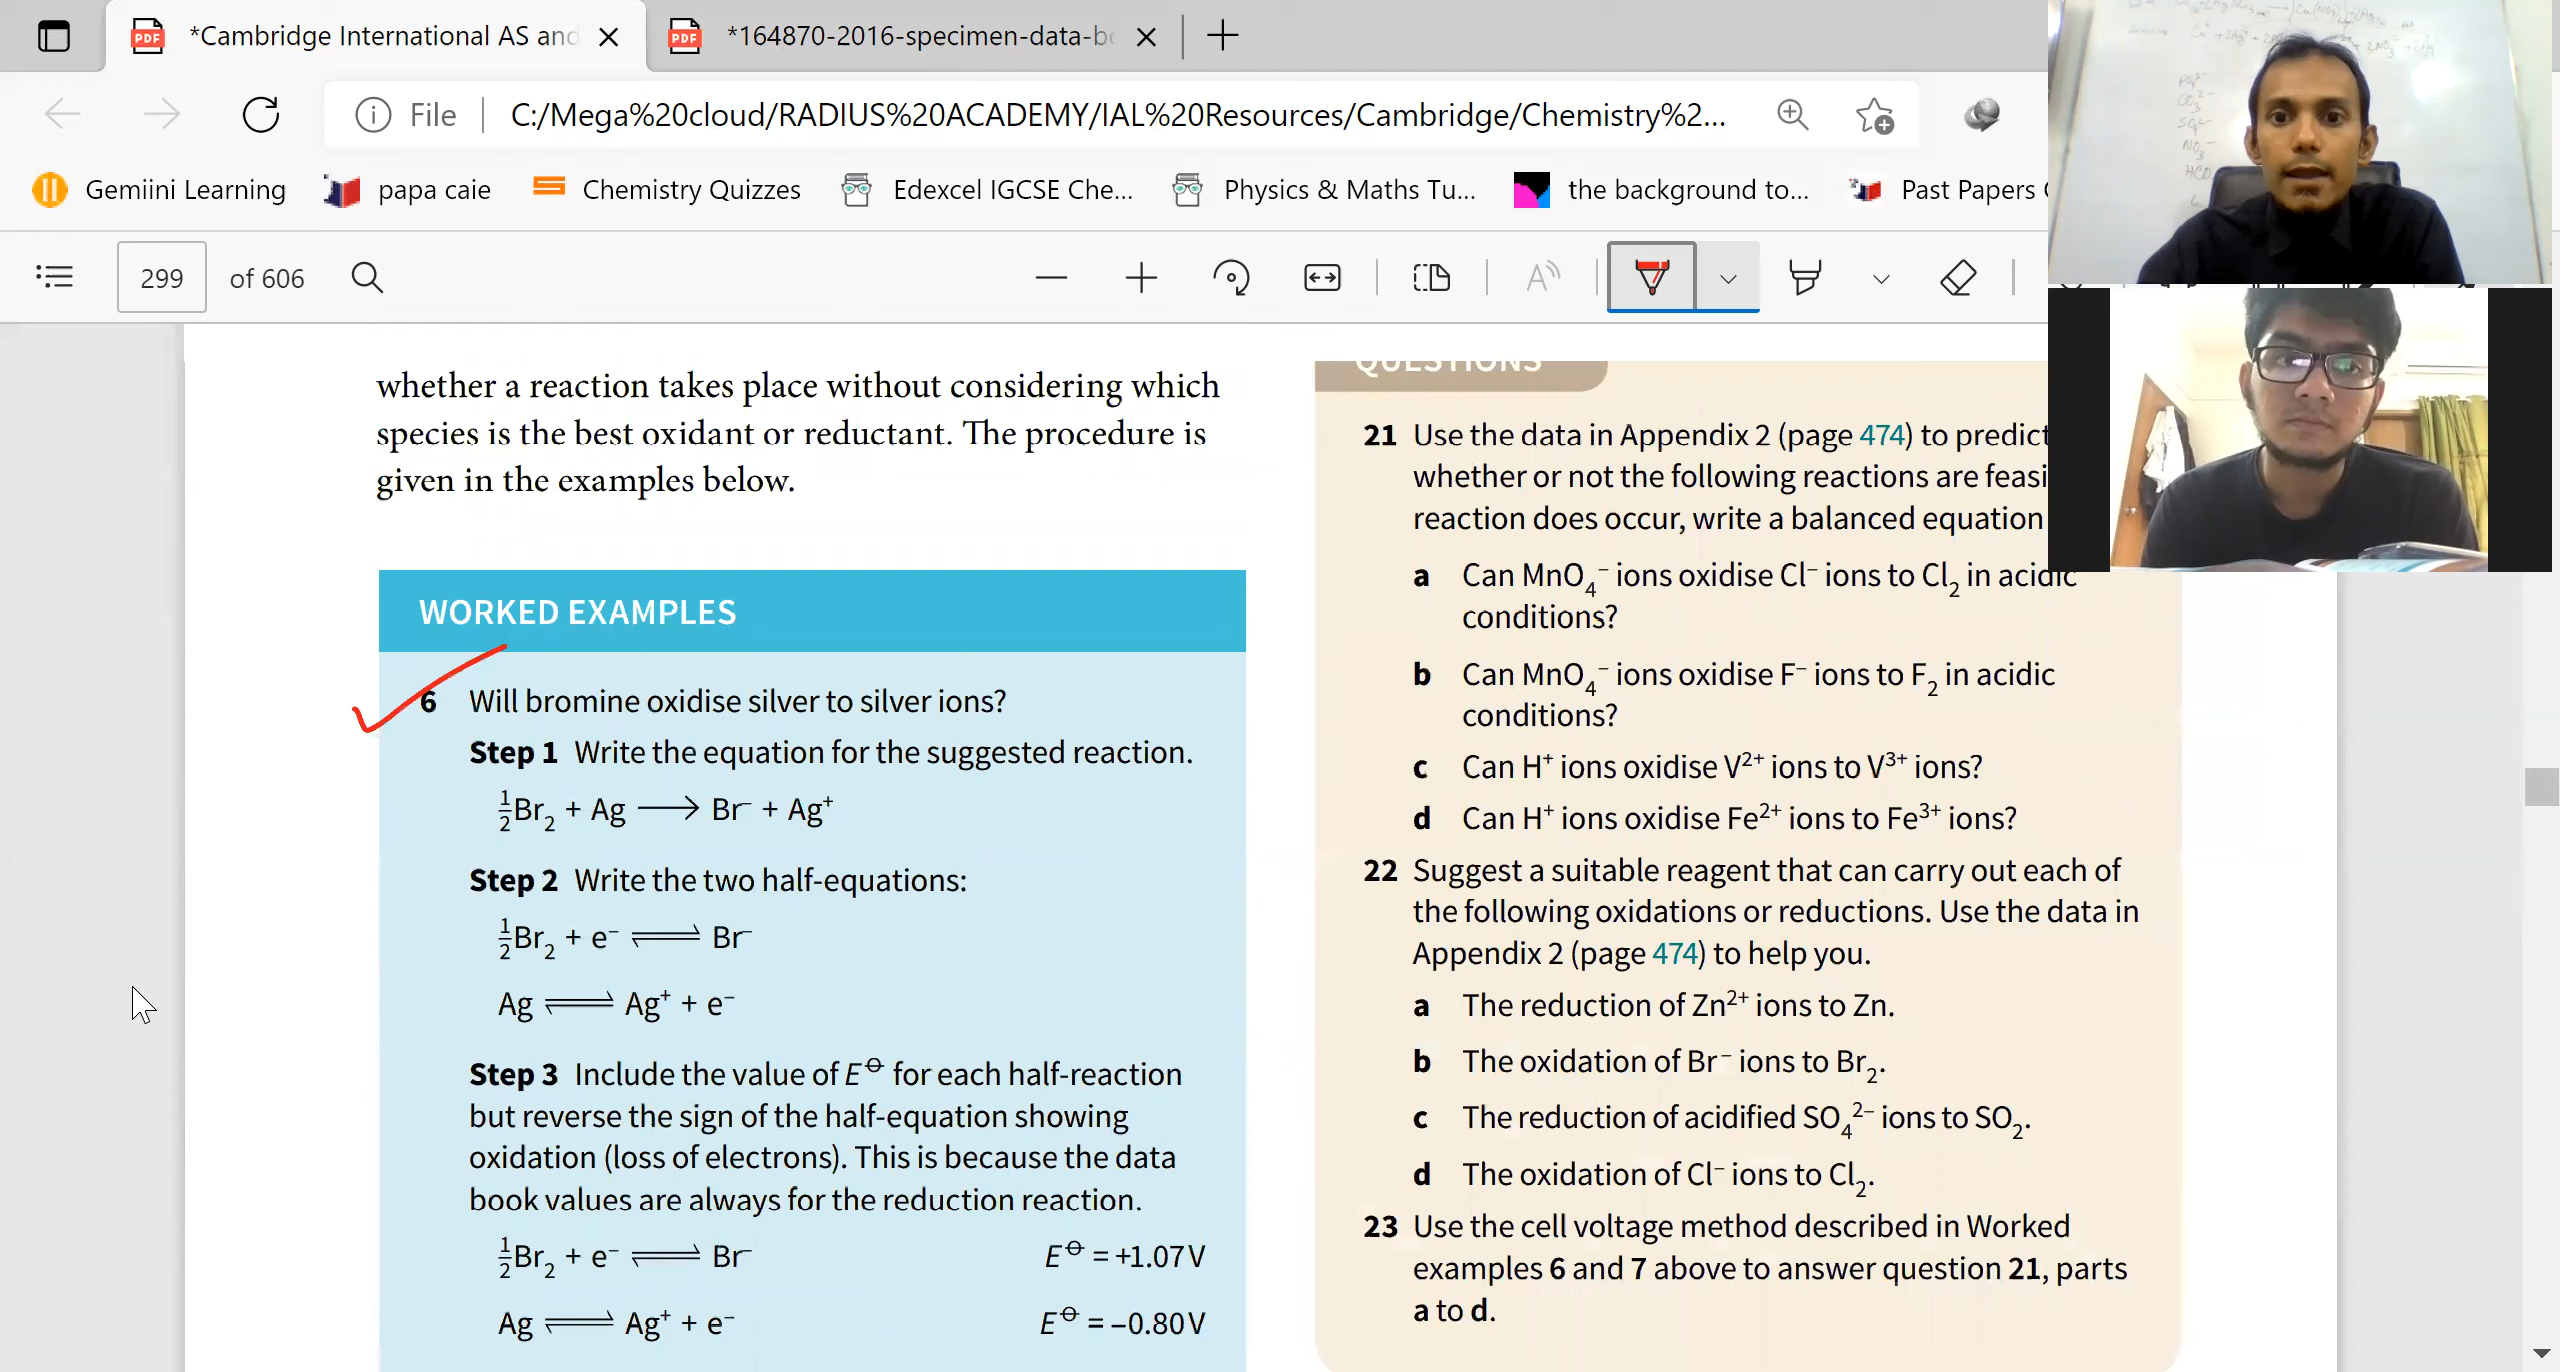 *Cambridge International AS and
*164870-2016-specimen-data-b
File
C:/Mega%20cloud/RADIUS%20ACADEMY/IAL%20Resources/Cambridge/Chemistry%2...
Gemiini Learning
papa caie
Chemistry Quizzes
Edexcel IGCSE Che...
Physics & Maths Tu...
the background to...
Past Papers
299 of 606
whether a reaction takes place without considering which
species is the best oxidant or reductant. The procedure is
given in the examples below.
WORKED EXAMPLES
6 Will bromine oxidise silver to silver ions?
Step 1 Write the equation for the suggested reaction.
½Br₂ + Ag ⟶ Br⁻ + Ag⁺
Step 2 Write the two half-equations:
½Br₂ + e⁻ ⇌ Br⁻
Ag ⇌ Ag⁺ + e⁻
Step 3 Include the value of E⦵ for each half-reaction
but reverse the sign of the half-equation showing
oxidation (loss of electrons). This is because the data
book values are always for the reduction reaction.
½Br₂ + e⁻ ⇌ Br⁻ E⦵ = +1.07 V
Ag ⇌ Ag⁺ + e⁻ E⦵ = −0.80 V
QUESTIONS
21 Use the data in Appendix 2 (page 474) to predict
whether or not the following reactions are feasi
reaction does occur, write a balanced equation
a Can MnO₄⁻ ions oxidise Cl⁻ ions to Cl₂ in acidic
conditions?
b Can MnO₄⁻ ions oxidise F⁻ ions to F₂ in acidic
conditions?
c Can H⁺ ions oxidise V²⁺ ions to V³⁺ ions?
d Can H⁺ ions oxidise Fe²⁺ ions to Fe³⁺ ions?
22 Suggest a suitable reagent that can carry out each of
the following oxidations or reductions. Use the data in
Appendix 2 (page 474) to help you.
a The reduction of Zn²⁺ ions to Zn.
b The oxidation of Br⁻ ions to Br₂.
c The reduction of acidified SO₄²⁻ ions to SO₂.
d The oxidation of Cl⁻ ions to Cl₂.
23 Use the cell voltage method described in Worked
examples 6 and 7 above to answer question 21, parts
a to d.